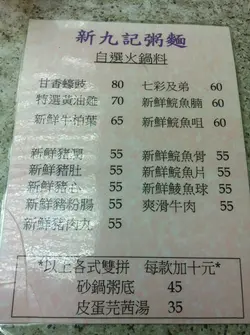 新九記粥麵
自選火鍋料
甘香蠔豉 80 七彩及弟 60
特選黃油雞 70 新鮮鯇魚腩 60
新鮮牛柏葉 65 新鮮鯇魚咀 60
新鮮豬潤 55 新鮮鯇魚骨 55
新鮮豬肚 55 新鮮鯇魚片 55
新鮮豬心 55 新鮮鯪魚球 55
新鮮豬粉腸 55 爽滑牛肉 55
新鮮豬肉丸 55
*以上各式雙拼 每款加十元*
砂鍋粥底 45
皮蛋芫茜湯 35